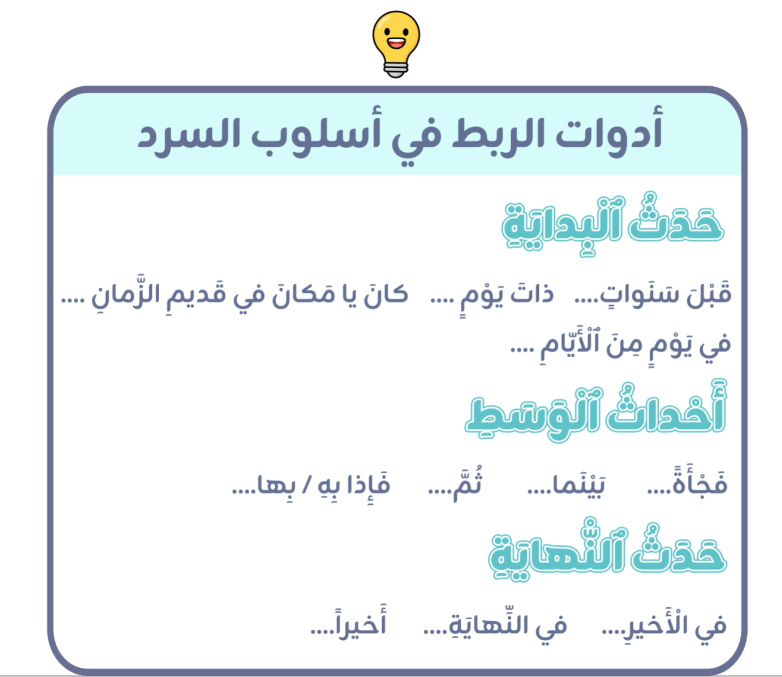 أدوات الربط في أسلوب السرد
حَدَثُ ٱلْبِدايَةِ
قَبْلَ سَنَواتٍ.... ذاتَ يَوْمٍ .... كانَ يا مَكانَ في قَديمِ الزَّمانِ ....
في يَوْمٍ مِنَ ٱلْأَيّامِ ....
أَحْداثُ ٱلْوَسَطِ
فَجْأَةً.... بَيْنَما.... ثُمَّ.... فَإِذا بِهِ / بِها....
حَدَثُ ٱلنِّهايَةِ
في الْأَخيرِ.... في النِّهايَةِ.... أَخيراً....